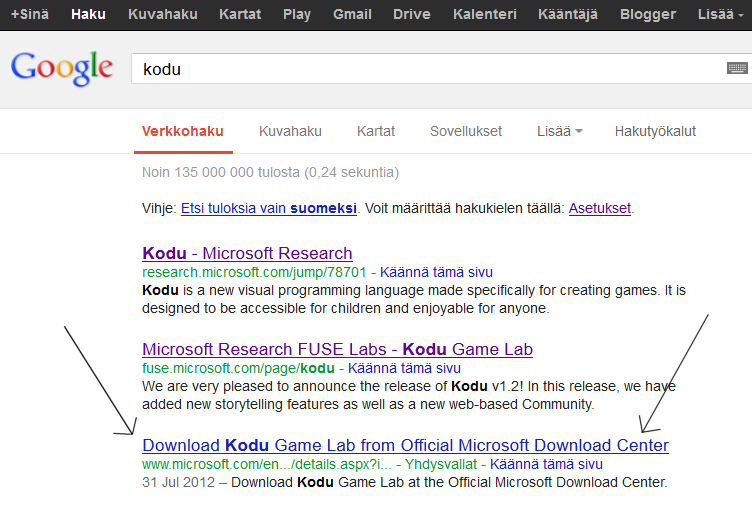 +Sinä Haku Kuvahaku Kartat Play Gmail Drive Kalenteri Kääntäjä Blogger Lisää
Google kodu
Verkkohaku Kuvahaku Kartat Sovellukset Lisää Hakutyökalut
Noin 135 000 000 tulosta (0,24 sekuntia)
Vihje: Etsi tuloksia vain suomeksi. Voit määrittää hakukielen täällä: Asetukset.
Kodu - Microsoft Research
research.microsoft.com/jump/78701 - Käännä tämä sivu
Kodu is a new visual programming language made specifically for creating games. It is
designed to be accessible for children and enjoyable for anyone.
Microsoft Research FUSE Labs - Kodu Game Lab
fuse.microsoft.com/page/kodu - Käännä tämä sivu
We are very pleased to announce the release of Kodu v1.2! In this release, we have
added new storytelling features as well as a new web-based Community.
Download Kodu Game Lab from Official Microsoft Download Center
www.microsoft.com/en.../details.aspx?i... - Yhdysvallat - Käännä tämä sivu
31 Jul 2012 – Download Kodu Game Lab at the Official Microsoft Download Center.